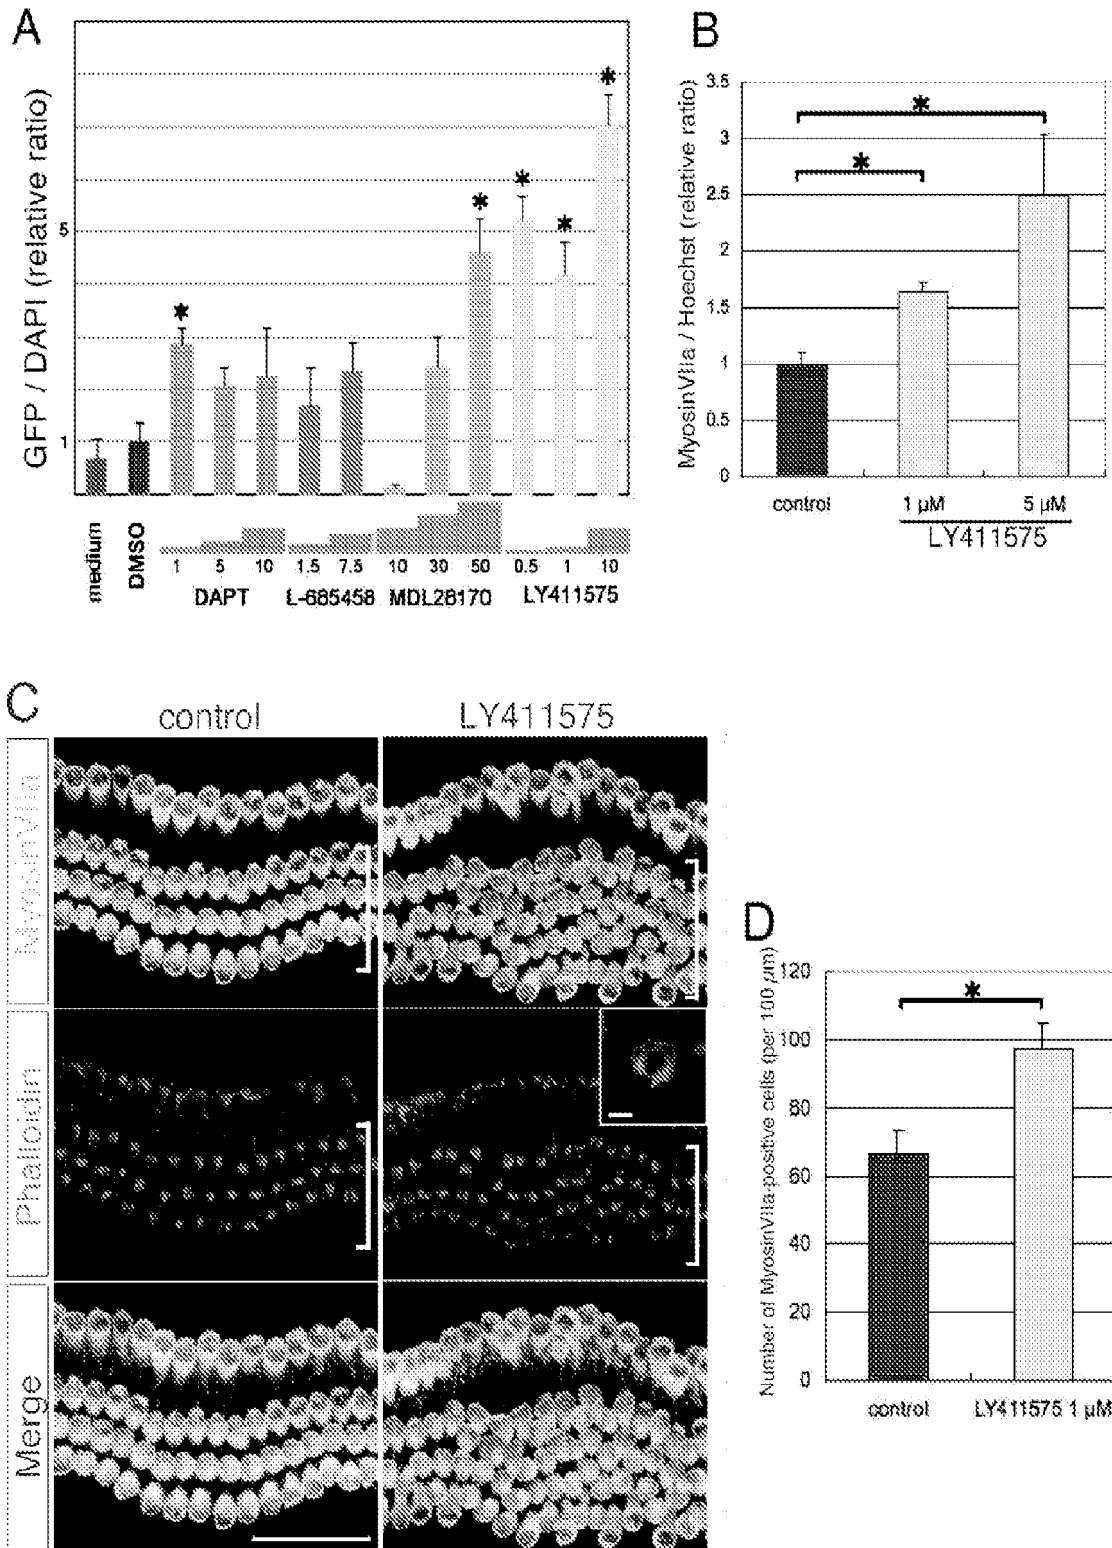 A
GFP / DAPI (relative ratio)
5
1
medium
DMSO
1 5 10 1.5 7.5 10 30 50 0.5 1 10
DAPT L-685458 MDL28170 LY411575
B
MyosinVIIa / Hoechst (relative ratio)
3.5
3
2.5
2
1.5
1
0.5
0
control 1 µM 5 µM
LY411575
C
control LY411575
MyosinVIIa
Phalloidin
Merge
D
Number of MyosinVIIa-positive cells (per 100 µm)
120
100
80
60
40
20
0
control LY411575 1 µM